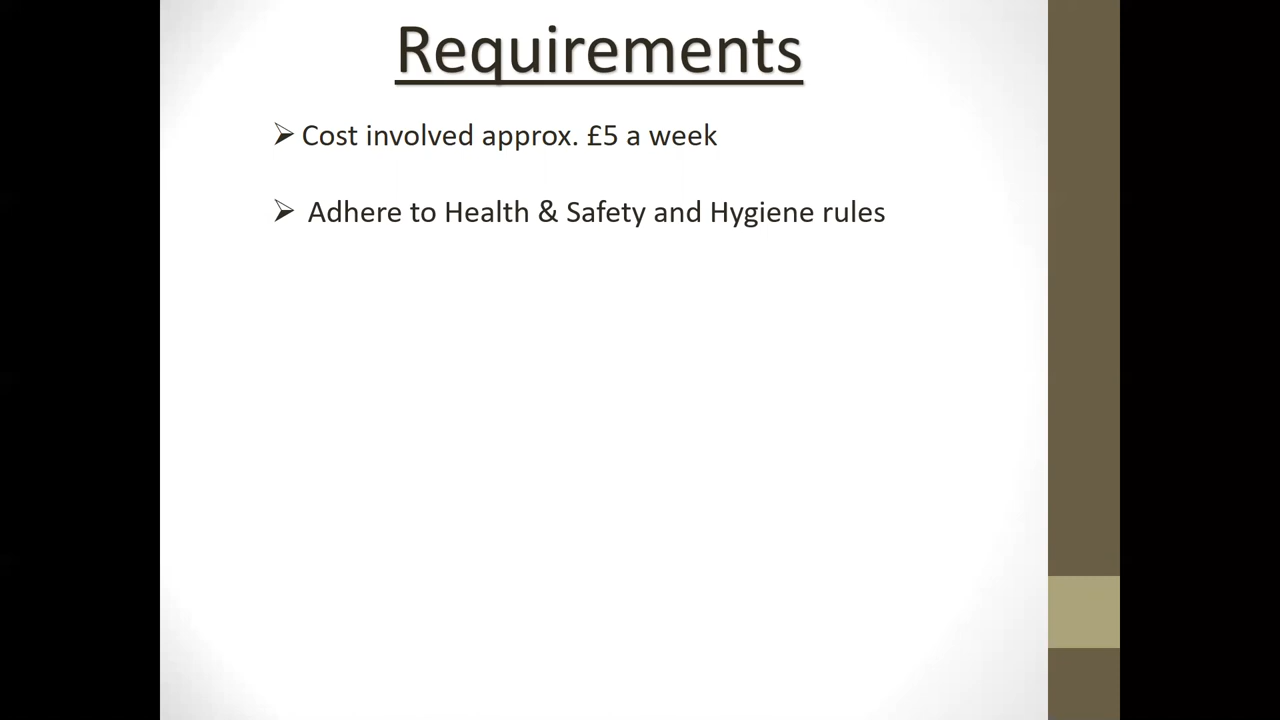 Requirements
➢ Cost involved approx. £5 a week
➢ Adhere to Health & Safety and Hygiene rules